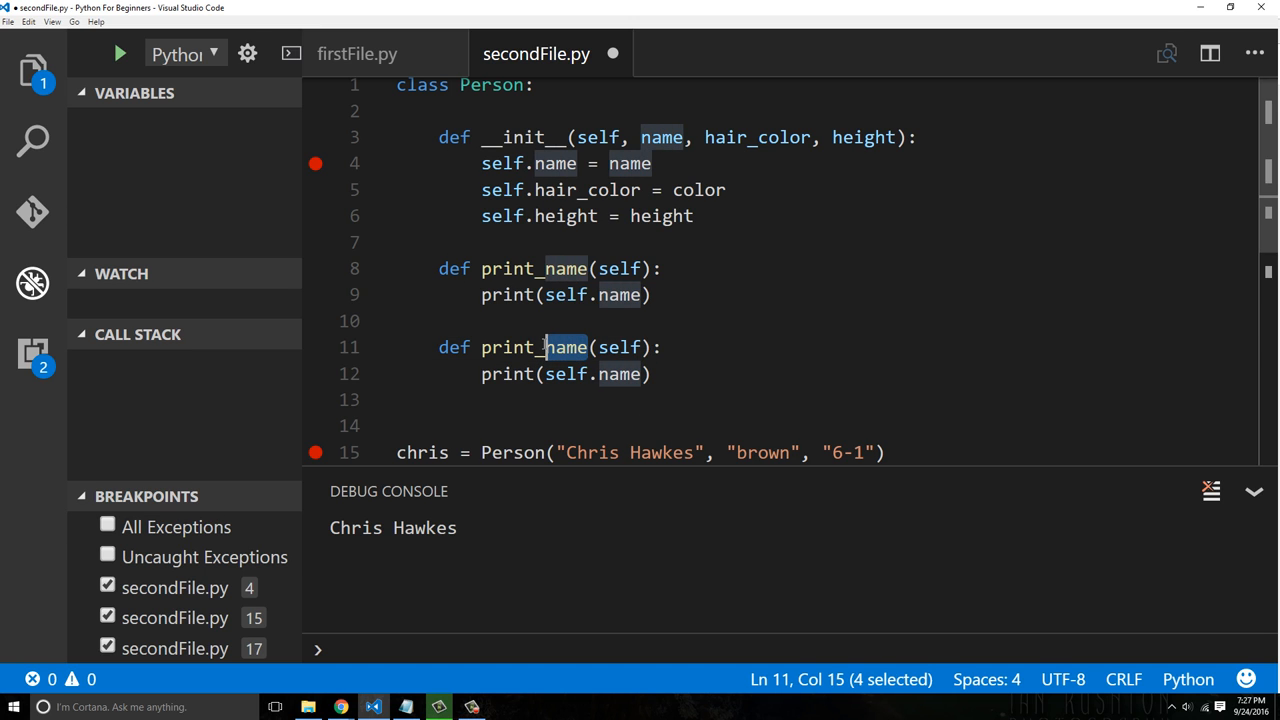 ● secondFile.py - Python For Beginners - Visual Studio Code
File Edit View Go Help
Python
firstFile.py
secondFile.py
VARIABLES
WATCH
CALL STACK
BREAKPOINTS
All Exceptions
Uncaught Exceptions
secondFile.py 4
secondFile.py 15
secondFile.py 17
1
2
1 class Person:
2
3 def __init__(self, name, hair_color, height):
4 self.name = name
5 self.hair_color = color
6 self.height = height
7
8 def print_name(self):
9 print(self.name)
10
11 def print_name(self):
12 print(self.name)
13
14
15 chris = Person("Chris Hawkes", "brown", "6-1")
DEBUG CONSOLE
Chris Hawkes
0 0
Ln 11, Col 15 (4 selected) Spaces: 4 UTF-8 CRLF Python
I'm Cortana. Ask me anything.
7:27 PM
9/24/2016